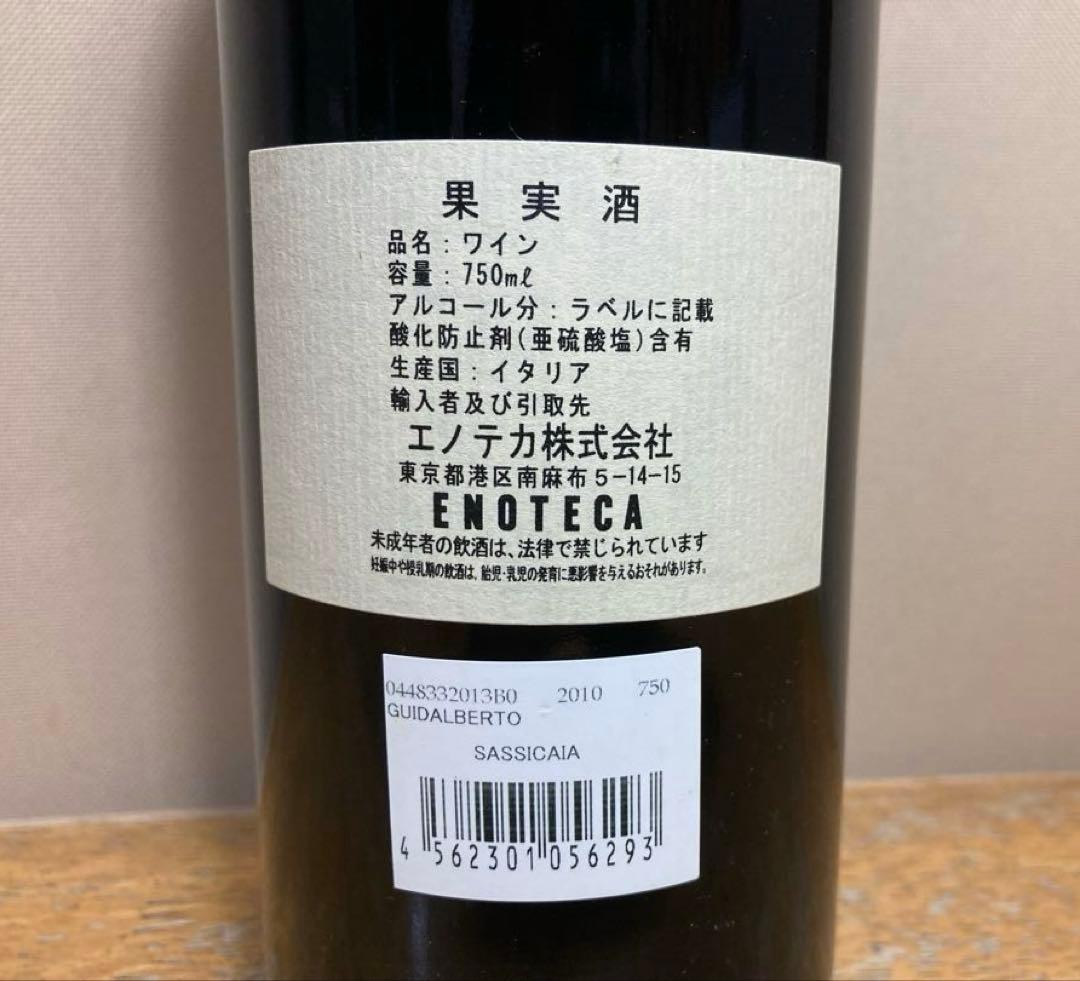 果実酒
品名:ワイン
容量:750mℓ
アルコール分:ラベルに記載
酸化防止剤(亜硫酸塩)含有
生産国:イタリア
輸入者及び引取先
エノテカ株式会社
東京都港区南麻布5-14-15
ENOTECA
未成年者の飲酒は、法律で禁じられています
妊娠中や授乳期の飲酒は、胎児・乳児の発育に悪影響を与えるおそれがあります。
0448332013B0 2010 750
GUIDALBERTO
SASSICAIA
4 562301 056293